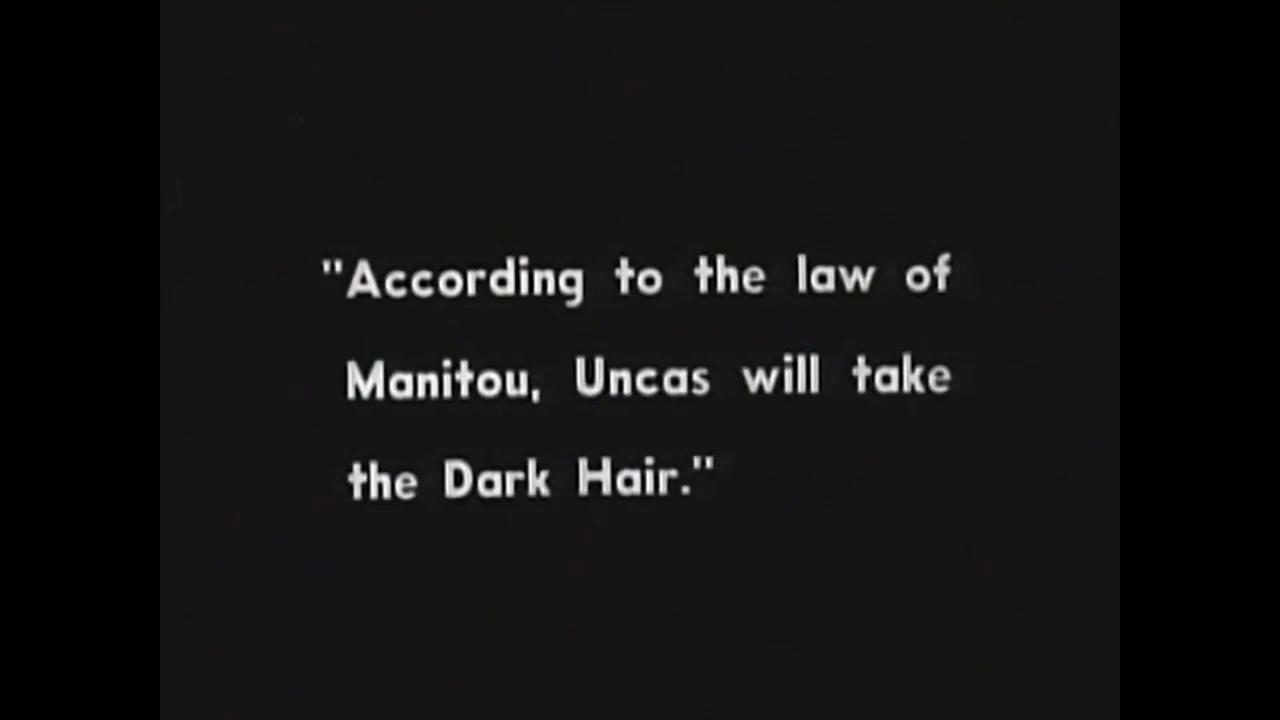 "According to the law of
Manitou, Uncas will take
the Dark Hair."